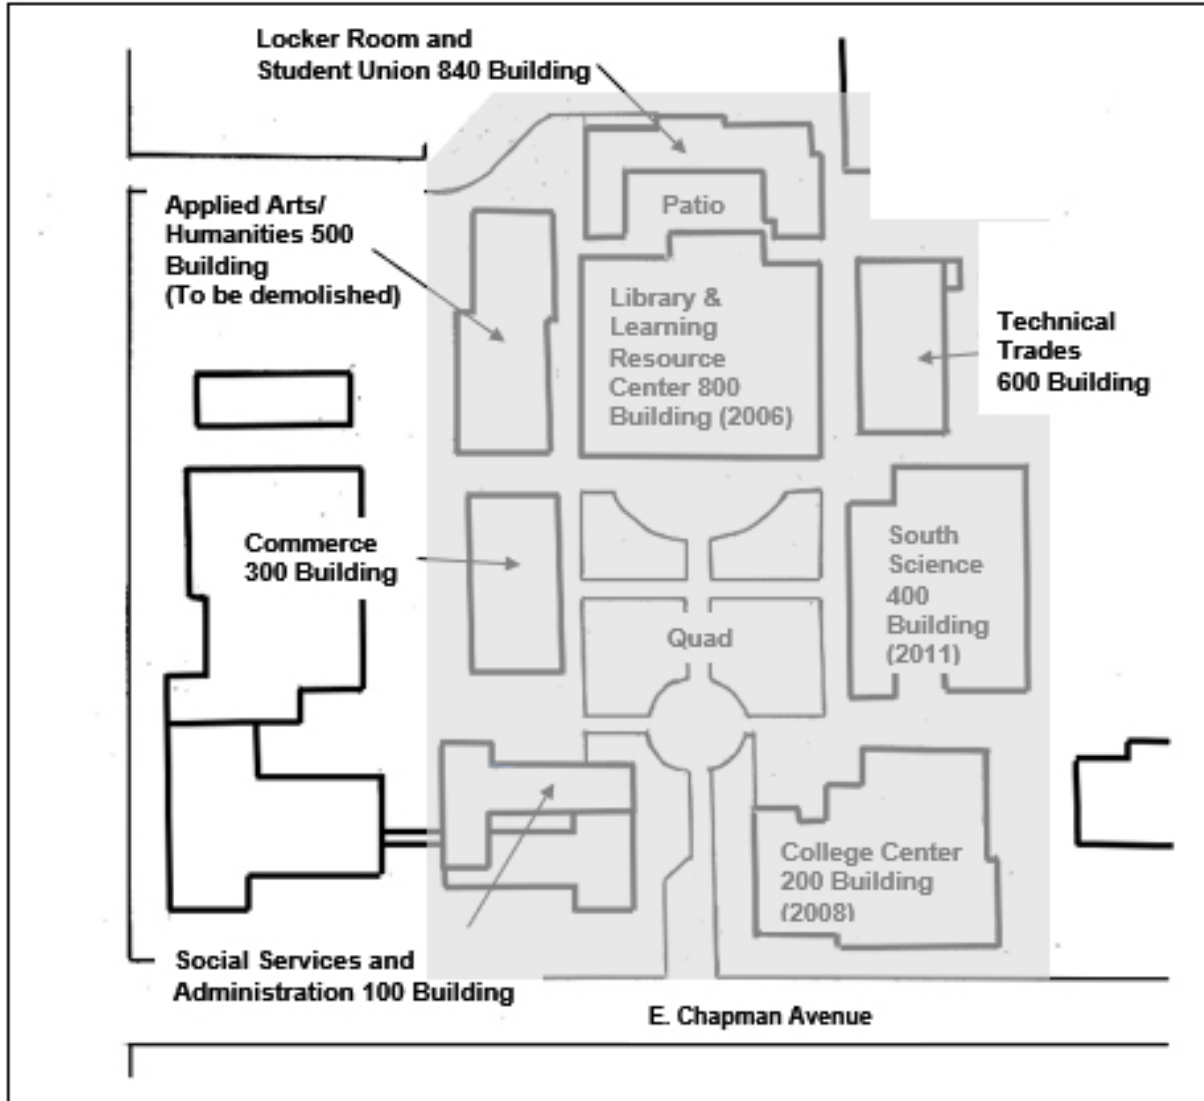 Locker Room and
Student Union 840 Building
Applied Arts/
Humanities 500
Building
(To be demolished)
Patio
Library &
Learning
Resource
Center 800
Building (2006)
Technical
Trades
600 Building
Commerce
300 Building
South
Science
400
Building
(2011)
Quad
College Center
200 Building
(2008)
Social Services and
Administration 100 Building
E. Chapman Avenue